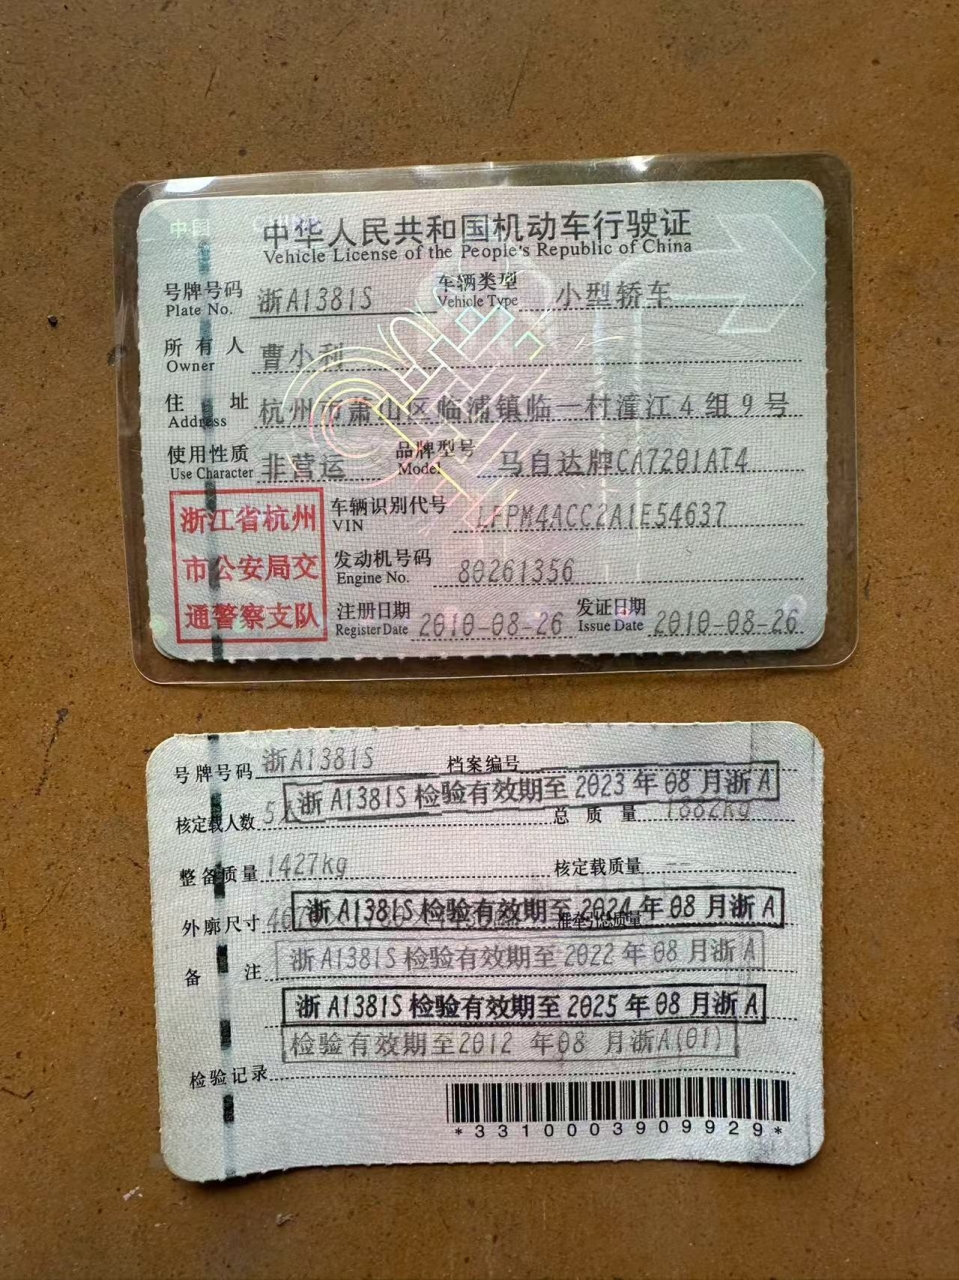 中国 CHINA
中华人民共和国机动车行驶证
Vehicle License of the People's Republic of China
号牌号码 Plate No. 浙A1381S 车辆类型 Vehicle Type 小型轿车
所有人 Owner 曹小利
住址 Address 杭州市萧山区临浦镇临一村潼江4组9号
使用性质 Use Character 非营运 品牌型号 Model 马自达牌CA7201AT4
浙江省杭州
市公安局交
通警察支队
车辆识别代号 VIN LFPM4ACC2A1E54637
发动机号码 Engine No. 80261356
注册日期 Register Date 2010-08-26 发证日期 Issue Date 2010-08-26
号牌号码 浙A1381S 档案编号
浙A1381S检验有效期至2023年08月浙A
核定载人数 5人 总质量 1882kg
整备质量 1427kg 核定载质量 --
外廓尺寸 准牵引总质量
浙A1381S检验有效期至2024年08月浙A
备注 浙A1381S检验有效期至2022年08月浙A
浙A1381S检验有效期至2025年08月浙A
检验有效期至2012年08月浙A(01)
检验记录
*3310003909929*